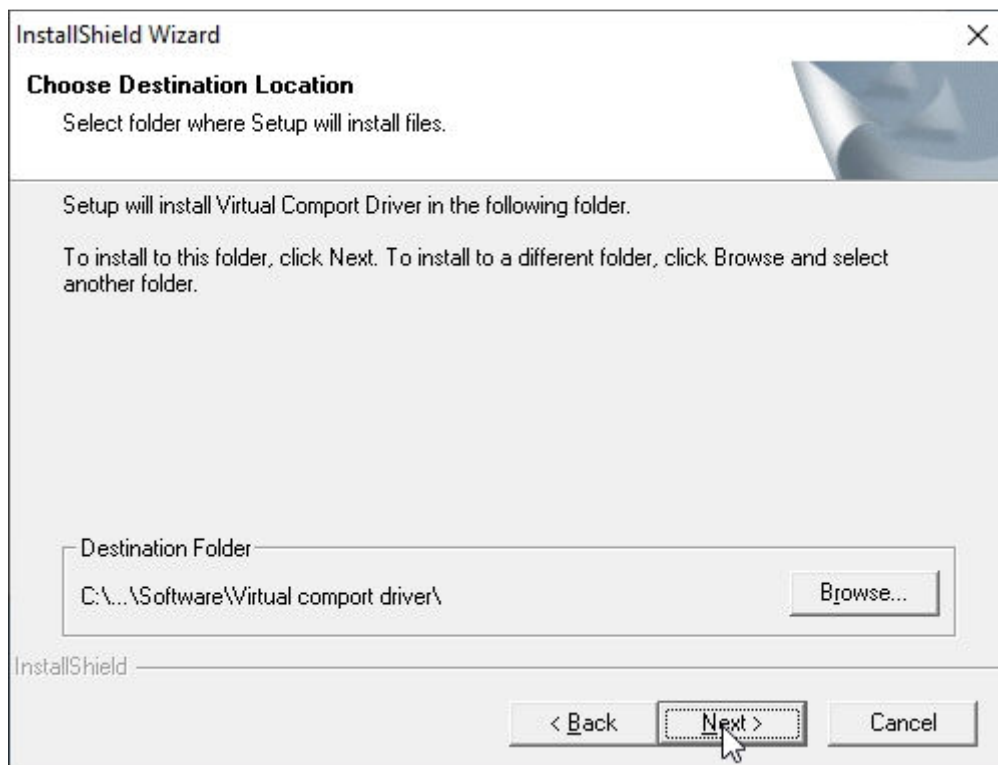 InstallShield Wizard
Choose Destination Location
Select folder where Setup will install files.
Setup will install Virtual Comport Driver in the following folder.
To install to this folder, click Next. To install to a different folder, click Browse and select
another folder.
Destination Folder
C:\...\Software\Virtual comport driver\
Browse...
InstallShield
< Back
Next >
Cancel